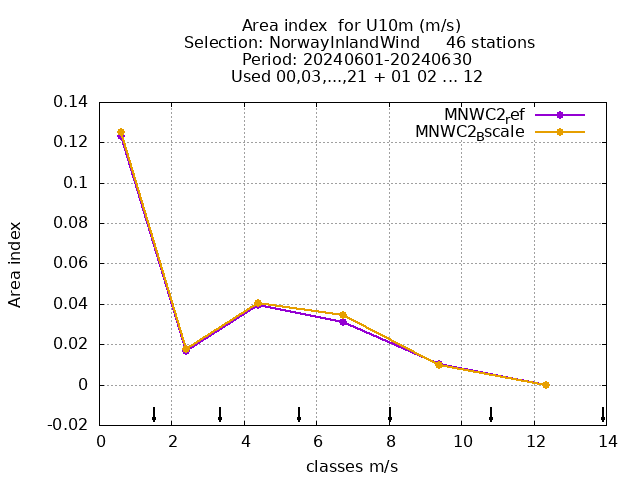 Area index  for U10m (m/s)
Selection: NorwayInlandWind     46 stations
Period: 20240601-20240630
Used 00,03,...,21 + 01 02 ... 12
MNWC2ref
MNWC2Bscale
0.14
0.12
0.1
0.08
0.06
0.04
0.02
0
-0.02
Area index
0 2 4 6 8 10 12 14
classes m/s